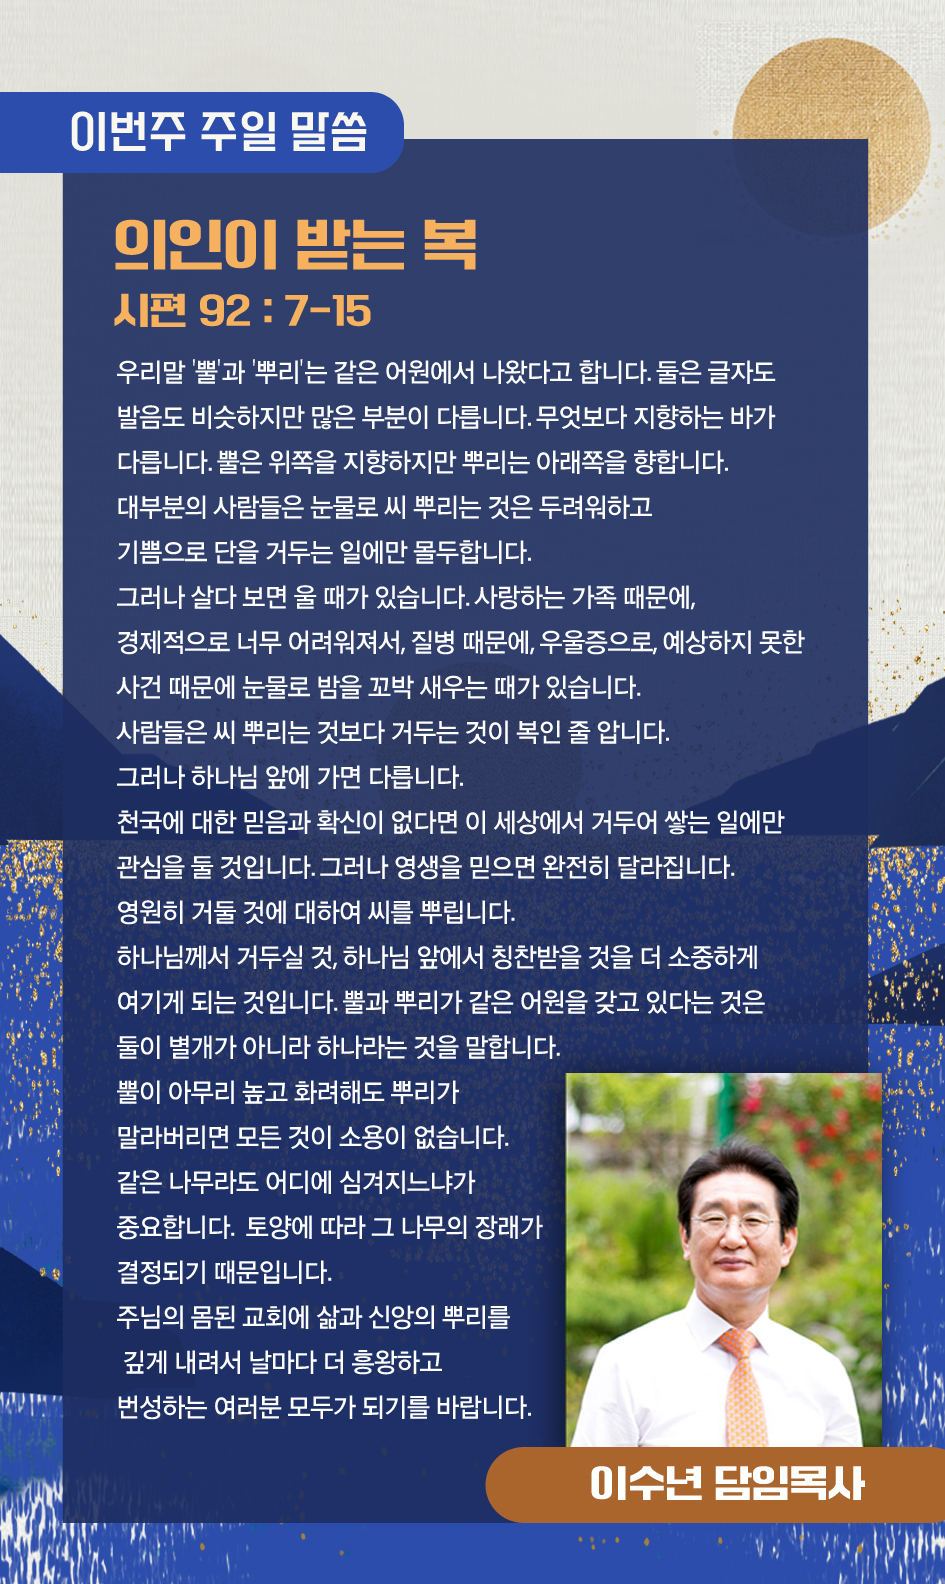 이번주 주일 말씀
의인이 받는 복
시편 92 : 7-15
우리말 '뿔'과 '뿌리'는 같은 어원에서 나왔다고 합니다. 둘은 글자도
발음도 비슷하지만 많은 부분이 다릅니다. 무엇보다 지향하는 바가
다릅니다. 뿔은 위쪽을 지향하지만 뿌리는 아래쪽을 향합니다.
대부분의 사람들은 눈물로 씨 뿌리는 것은 두려워하고
기쁨으로 단을 거두는 일에만 몰두합니다.
그러나 살다 보면 울 때가 있습니다. 사랑하는 가족 때문에,
경제적으로 너무 어려워져서, 질병 때문에, 우울증으로, 예상하지 못한
사건 때문에 눈물로 밤을 꼬박 새우는 때가 있습니다.
사람들은 씨 뿌리는 것보다 거두는 것이 복인 줄 압니다.
그러나 하나님 앞에 가면 다릅니다.
천국에 대한 믿음과 확신이 없다면 이 세상에서 거두어 쌓는 일에만
관심을 둘 것입니다. 그러나 영생을 믿으면 완전히 달라집니다.
영원히 거둘 것에 대하여 씨를 뿌립니다.
하나님께서 거두실 것, 하나님 앞에서 칭찬받을 것을 더 소중하게
여기게 되는 것입니다. 뿔과 뿌리가 같은 어원을 갖고 있다는 것은
둘이 별개가 아니라 하나라는 것을 말합니다.
뿔이 아무리 높고 화려해도 뿌리가
말라버리면 모든 것이 소용이 없습니다.
같은 나무라도 어디에 심겨지느냐가
중요합니다. 토양에 따라 그 나무의 장래가
결정되기 때문입니다.
주님의 몸된 교회에 삶과 신앙의 뿌리를
깊게 내려서 날마다 더 흥왕하고
번성하는 여러분 모두가 되기를 바랍니다.
이수년 담임목사